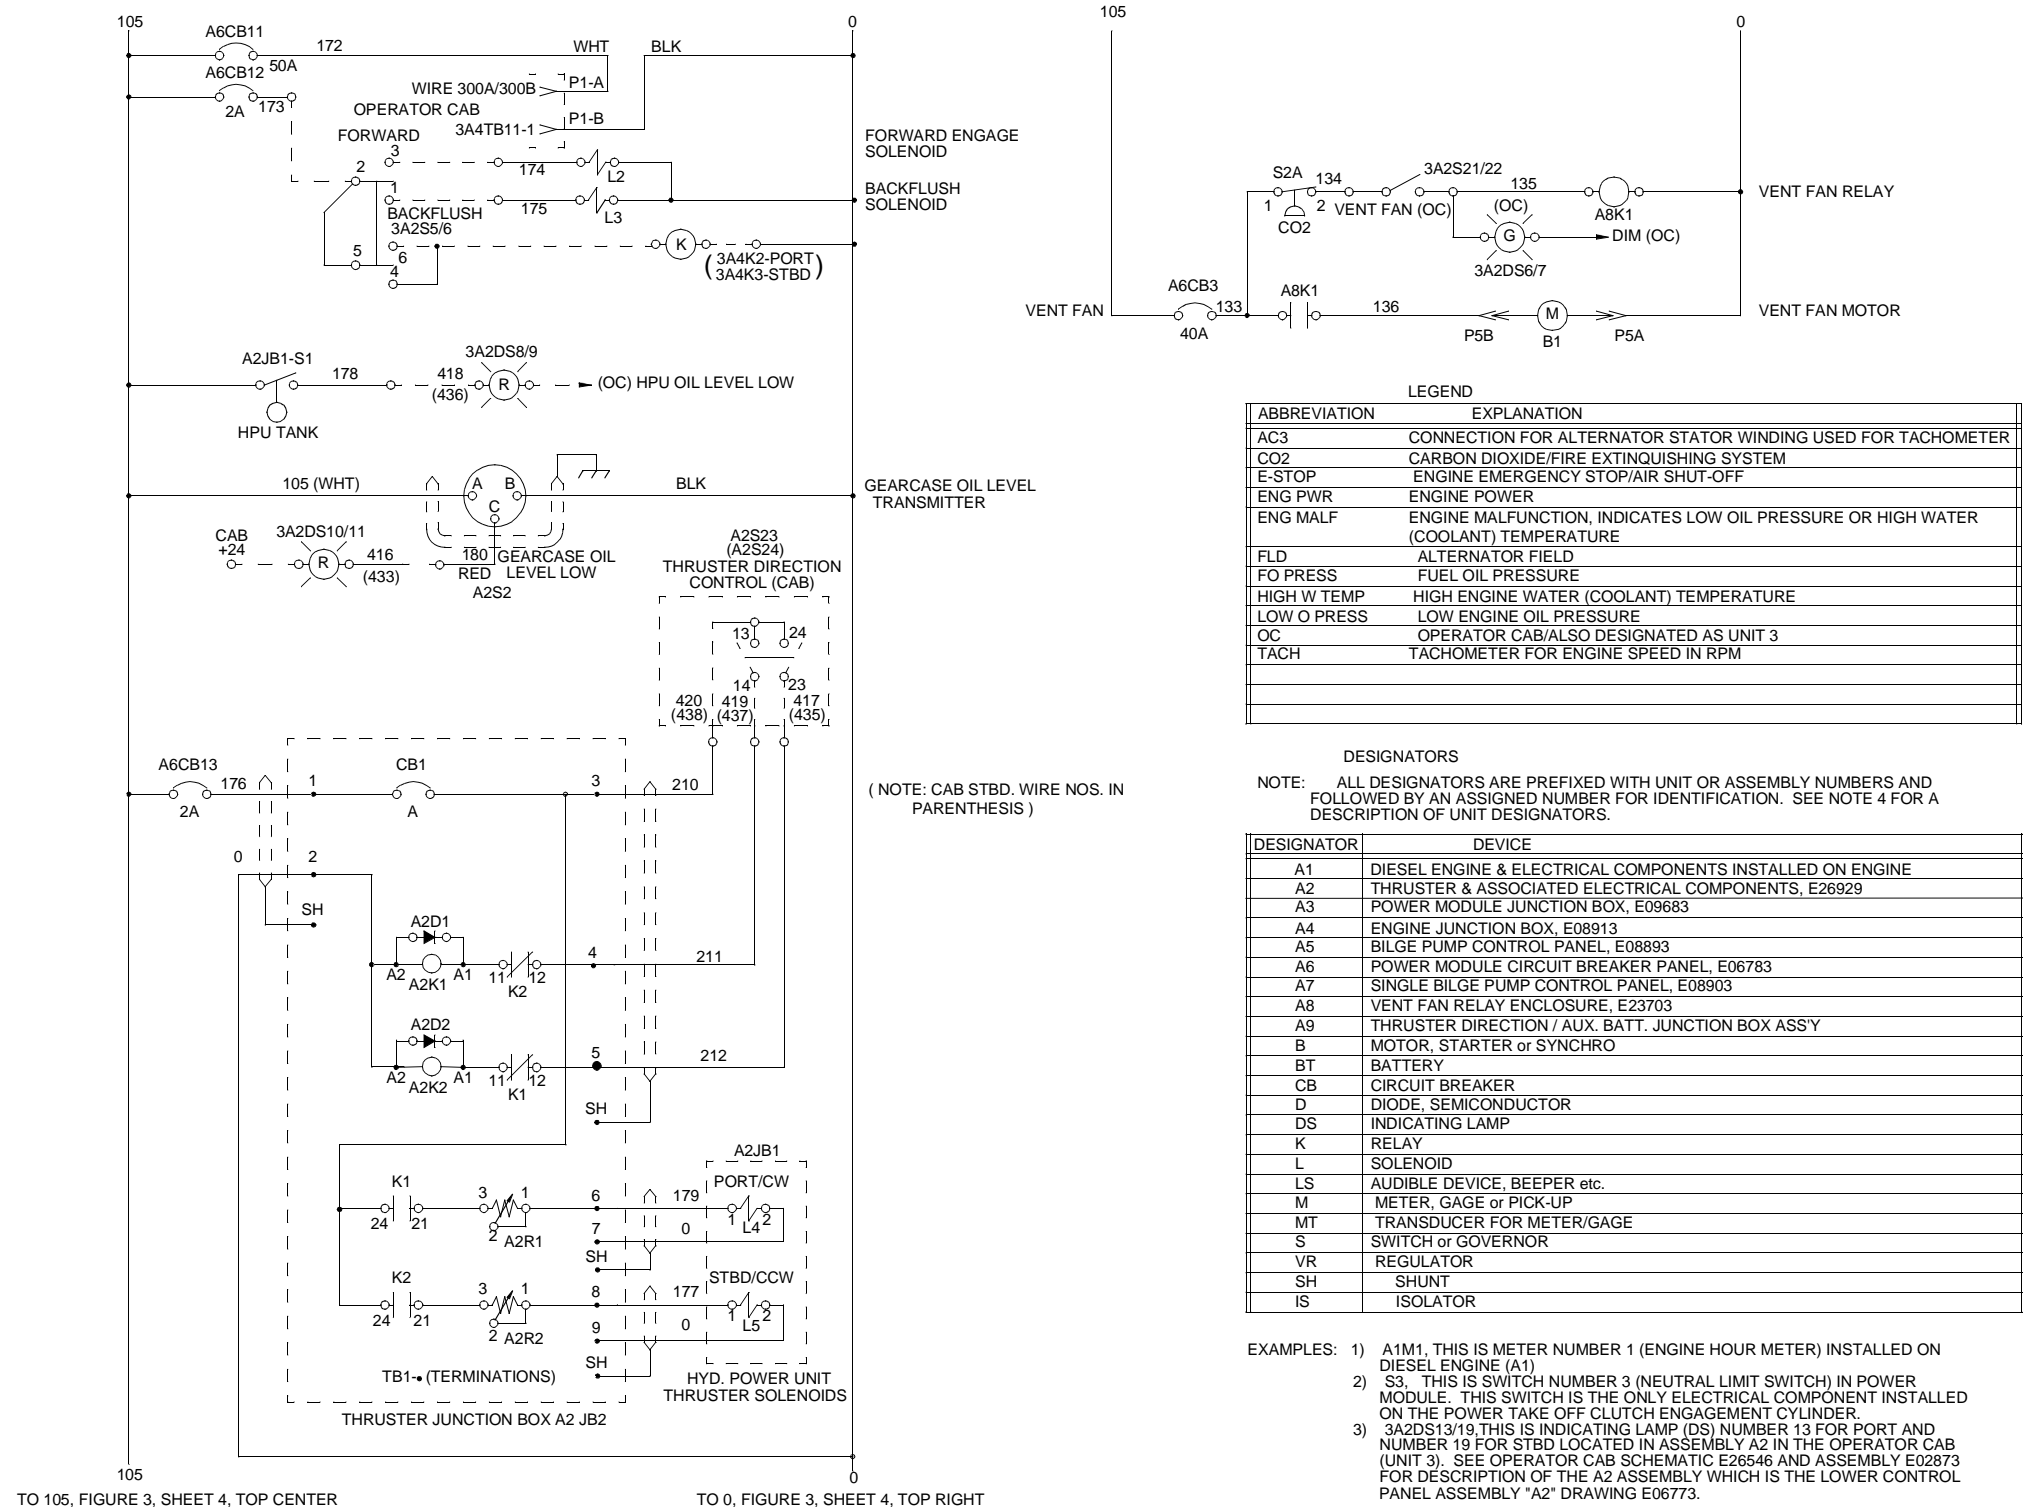 105
0
A6CB11
172
WHT
BLK
50A
A6CB12
2A
173
WIRE 300A/300B
P1-A
OPERATOR CAB
3A4TB11-1
P1-B
FORWARD
3
2
174
L2
FORWARD ENGAGE
SOLENOID
1
175
L3
BACKFLUSH
SOLENOID
BACKFLUSH
3A2S5/6
5
6
4
K
(3A4K2-PORT
3A4K3-STBD)
A2JB1-S1
178
3A2DS8/9
418
(436)
R
(OC) HPU OIL LEVEL LOW
HPU TANK
105 (WHT)
A
B
C
BLK
GEARCASE OIL LEVEL
TRANSMITTER
CAB
+24
3A2DS10/11
R
416
(433)
180
RED
GEARCASE OIL
LEVEL LOW
A2S2
A2S23
(A2S24)
THRUSTER DIRECTION
CONTROL (CAB)
13
24
14
23
420
(438)
419
(437)
417
(435)
A6CB13
176
2A
1
CB1
A
3
210
( NOTE: CAB STBD. WIRE NOS. IN
PARENTHESIS )
0
2
SH
A2D1
A2
A2K1
A1
11
12
K2
4
211
A2D2
A2
A2K2
A1
11
12
K1
5
212
SH
A2JB1
K1
24
21
3
1
2
A2R1
6
179
PORT/CW
1
2
L4
7
0
SH
K2
24
21
3
1
2
A2R2
8
177
STBD/CCW
1
2
L5
9
0
SH
TB1-• (TERMINATIONS)
HYD. POWER UNIT
THRUSTER SOLENOIDS
THRUSTER JUNCTION BOX A2 JB2
105
0
TO 105, FIGURE 3, SHEET 4, TOP CENTER
TO 0, FIGURE 3, SHEET 4, TOP RIGHT
105
0
S2A
134
1
2
CO2
3A2S21/22
VENT FAN (OC)
135
(OC)
A8K1
VENT FAN RELAY
G
DIM (OC)
3A2DS6/7
VENT FAN
A6CB3
133
40A
A8K1
136
P5B
M
B1
P5A
VENT FAN MOTOR
LEGEND
ABBREVIATION EXPLANATION
AC3 CONNECTION FOR ALTERNATOR STATOR WINDING USED FOR TACHOMETER
CO2 CARBON DIOXIDE/FIRE EXTINQUISHING SYSTEM
E-STOP ENGINE EMERGENCY STOP/AIR SHUT-OFF
ENG PWR ENGINE POWER
ENG MALF ENGINE MALFUNCTION, INDICATES LOW OIL PRESSURE OR HIGH WATER
(COOLANT) TEMPERATURE
FLD ALTERNATOR FIELD
FO PRESS FUEL OIL PRESSURE
HIGH W TEMP HIGH ENGINE WATER (COOLANT) TEMPERATURE
LOW O PRESS LOW ENGINE OIL PRESSURE
OC OPERATOR CAB/ALSO DESIGNATED AS UNIT 3
TACH TACHOMETER FOR ENGINE SPEED IN RPM
DESIGNATORS
NOTE: ALL DESIGNATORS ARE PREFIXED WITH UNIT OR ASSEMBLY NUMBERS AND
FOLLOWED BY AN ASSIGNED NUMBER FOR IDENTIFICATION. SEE NOTE 4 FOR A
DESCRIPTION OF UNIT DESIGNATORS.
DESIGNATOR DEVICE
A1 DIESEL ENGINE & ELECTRICAL COMPONENTS INSTALLED ON ENGINE
A2 THRUSTER & ASSOCIATED ELECTRICAL COMPONENTS, E26929
A3 POWER MODULE JUNCTION BOX, E09683
A4 ENGINE JUNCTION BOX, E08913
A5 BILGE PUMP CONTROL PANEL, E08893
A6 POWER MODULE CIRCUIT BREAKER PANEL, E06783
A7 SINGLE BILGE PUMP CONTROL PANEL, E08903
A8 VENT FAN RELAY ENCLOSURE, E23703
A9 THRUSTER DIRECTION / AUX. BATT. JUNCTION BOX ASS'Y
B MOTOR, STARTER or SYNCHRO
BT BATTERY
CB CIRCUIT BREAKER
D DIODE, SEMICONDUCTOR
DS INDICATING LAMP
K RELAY
L SOLENOID
LS AUDIBLE DEVICE, BEEPER etc.
M METER, GAGE or PICK-UP
MT TRANSDUCER FOR METER/GAGE
S SWITCH or GOVERNOR
VR REGULATOR
SH SHUNT
IS ISOLATOR
EXAMPLES: 1) A1M1, THIS IS METER NUMBER 1 (ENGINE HOUR METER) INSTALLED ON
DIESEL ENGINE (A1)
2) S3, THIS IS SWITCH NUMBER 3 (NEUTRAL LIMIT SWITCH) IN POWER
MODULE. THIS SWITCH IS THE ONLY ELECTRICAL COMPONENT INSTALLED
ON THE POWER TAKE OFF CLUTCH ENGAGEMENT CYLINDER.
3) 3A2DS13/19,THIS IS INDICATING LAMP (DS) NUMBER 13 FOR PORT AND
NUMBER 19 FOR STBD LOCATED IN ASSEMBLY A2 IN THE OPERATOR CAB
(UNIT 3). SEE OPERATOR CAB SCHEMATIC E26546 AND ASSEMBLY E02873
FOR DESCRIPTION OF THE A2 ASSEMBLY WHICH IS THE LOWER CONTROL
PANEL ASSEMBLY "A2" DRAWING E06773.